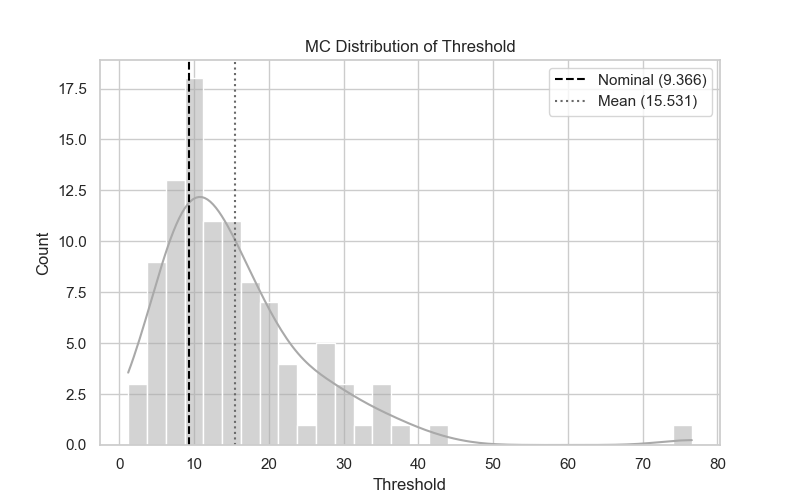 MC Distribution of Threshold
Nominal (9.366)
Mean (15.531)
17.5
15.0
12.5
10.0
7.5
5.0
2.5
0.0
Count
0 10 20 30 40 50 60 70 80
Threshold